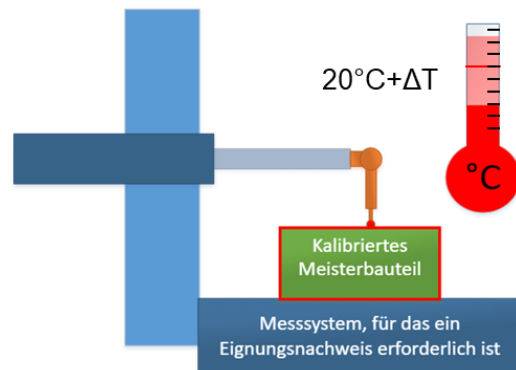 20°C+ΔT
°C
Kalibriertes
Meisterbauteil
Messsystem, für das ein
Eignungsnachweis erforderlich ist